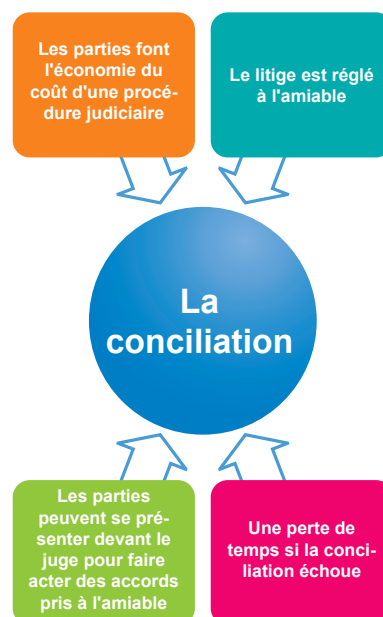 Les parties font
l'économie du
coût d'une procé-
dure judiciaire
Le litige est réglé
à l'amiable
La
conciliation
Les parties
peuvent se pré-
senter devant le
juge pour faire
acter des accords
pris à l'amiable
Une perte de
temps si la conci-
liation échoue